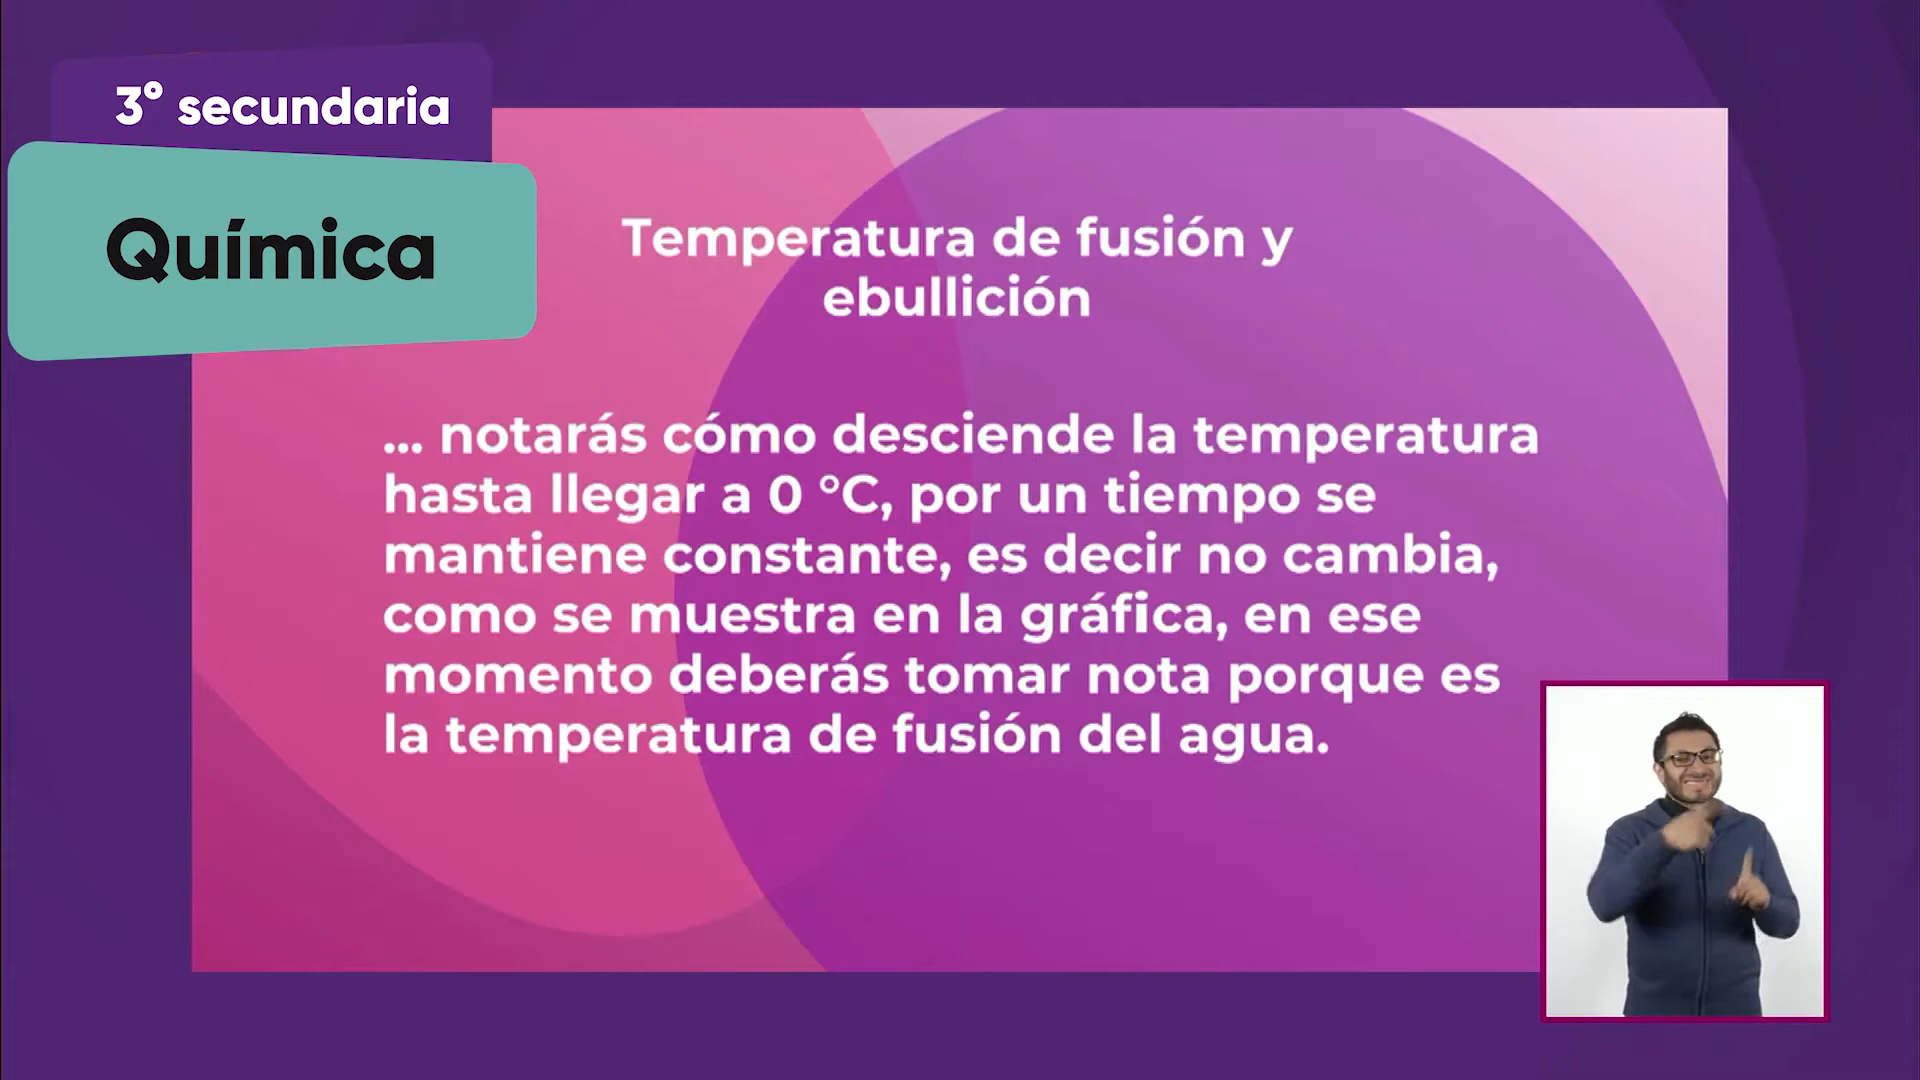 3° secundaria
Química
Temperatura de fusión y
ebullición
... notarás cómo desciende la temperatura
hasta llegar a 0 °C, por un tiempo se
mantiene constante, es decir no cambia,
como se muestra en la gráfica, en ese
momento deberás tomar nota porque es
la temperatura de fusión del agua.